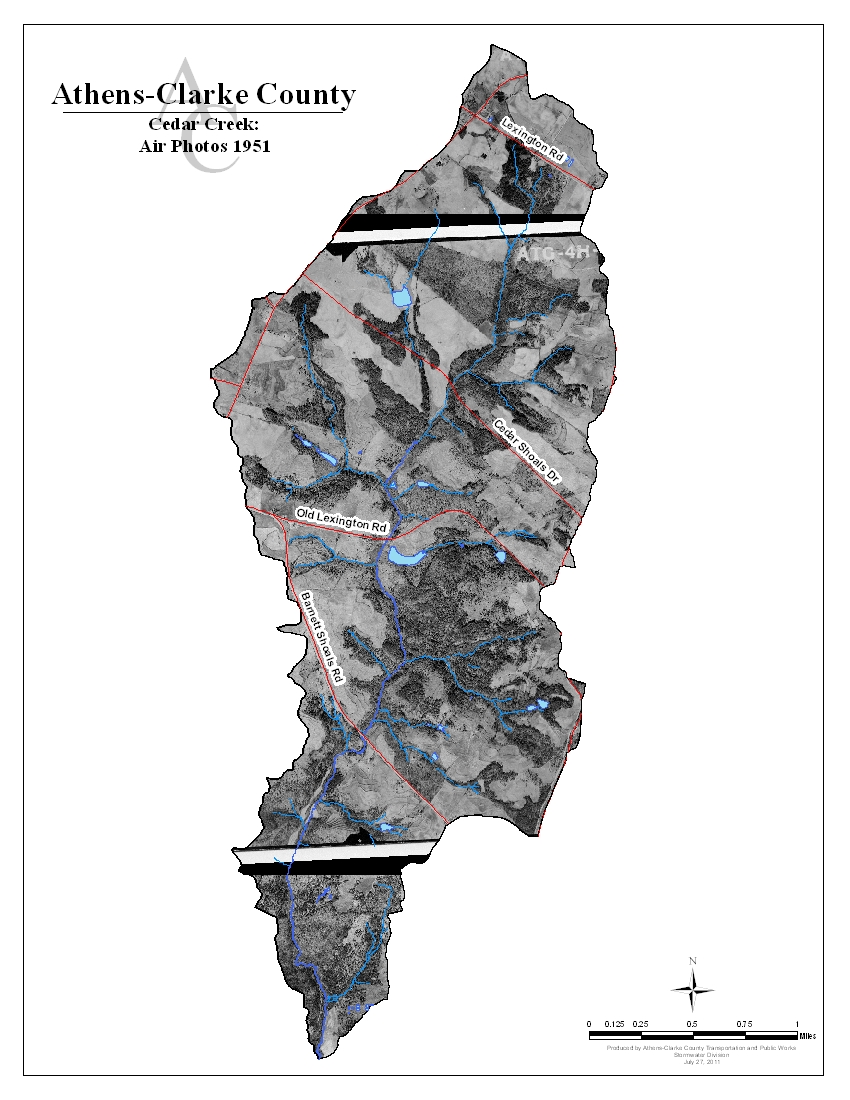 AC
Athens-Clarke County
Cedar Creek:
Air Photos 1951
Lexington Rd
ATC-4H
Cedar Shoals Dr
Old Lexington Rd
Barnett Shoals Rd
N
0 0.125 0.25 0.5 0.75 1
Miles
Produced by Athens-Clarke County Transportation and Public Works
Stormwater Division
July 27, 2011